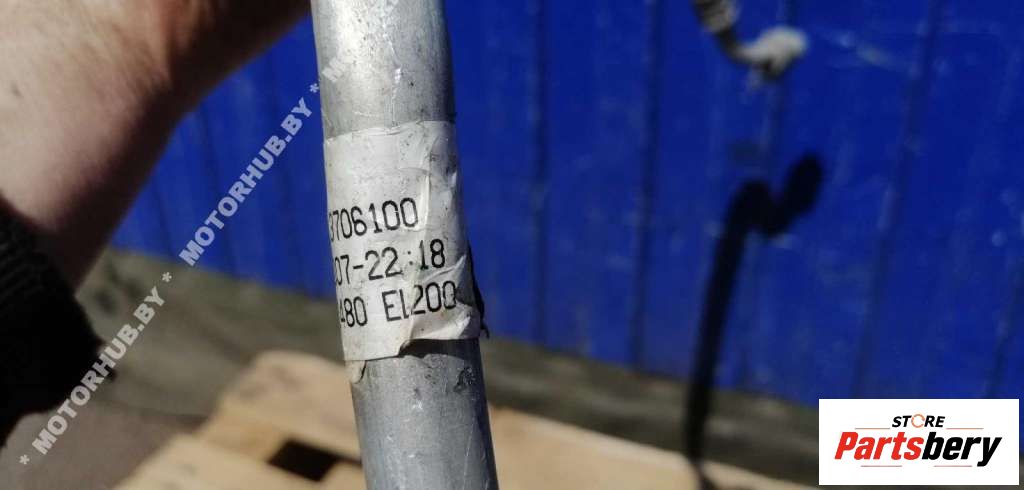 3706100
07-22:18
480 EL200
* MOTORHUB.BY * MOTORHUB.BY * M
STORE
Partsbery